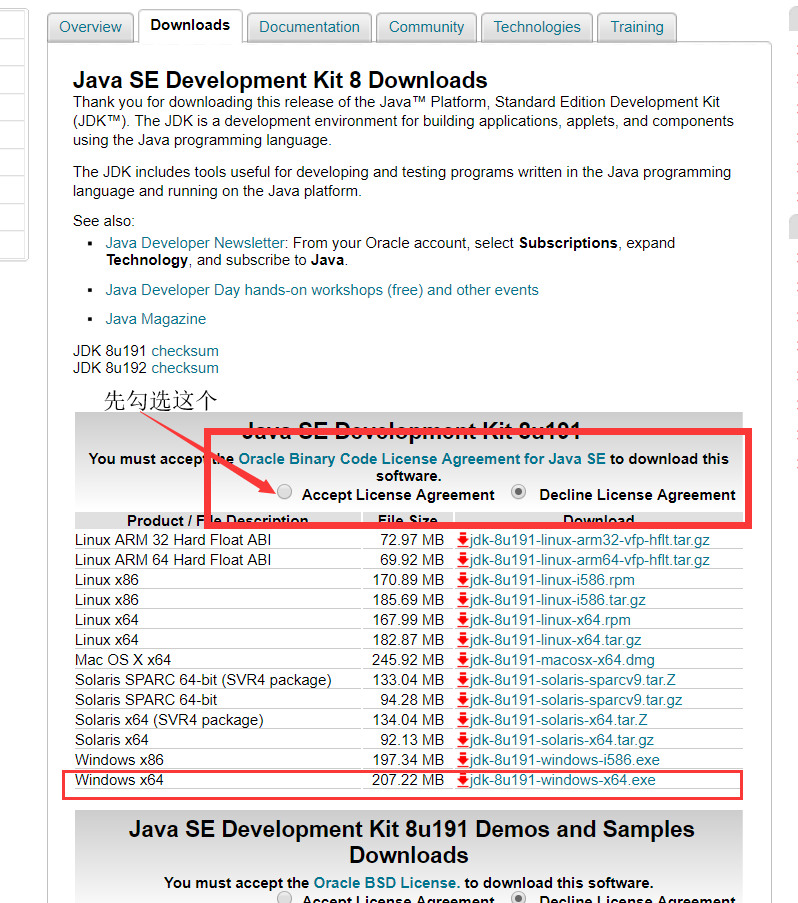 Overview
Downloads
Documentation
Community
Technologies
Training
Java SE Development Kit 8 Downloads
Thank you for downloading this release of the Java™ Platform, Standard Edition Development Kit
(JDK™). The JDK is a development environment for building applications, applets, and components
using the Java programming language.
The JDK includes tools useful for developing and testing programs written in the Java programming
language and running on the Java platform.
See also:
Java Developer Newsletter: From your Oracle account, select Subscriptions, expand
Technology, and subscribe to Java.
Java Developer Day hands-on workshops (free) and other events
Java Magazine
JDK 8u191 checksum
JDK 8u192 checksum
先勾选这个
Java SE Development Kit 8u191
You must accept the Oracle Binary Code License Agreement for Java SE to download this
software.
Accept License Agreement Decline License Agreement
Product / File Description File Size Download
Linux ARM 32 Hard Float ABI 72.97 MB jdk-8u191-linux-arm32-vfp-hflt.tar.gz
Linux ARM 64 Hard Float ABI 69.92 MB jdk-8u191-linux-arm64-vfp-hflt.tar.gz
Linux x86 170.89 MB jdk-8u191-linux-i586.rpm
Linux x86 185.69 MB jdk-8u191-linux-i586.tar.gz
Linux x64 167.99 MB jdk-8u191-linux-x64.rpm
Linux x64 182.87 MB jdk-8u191-linux-x64.tar.gz
Mac OS X x64 245.92 MB jdk-8u191-macosx-x64.dmg
Solaris SPARC 64-bit (SVR4 package) 133.04 MB jdk-8u191-solaris-sparcv9.tar.Z
Solaris SPARC 64-bit 94.28 MB jdk-8u191-solaris-sparcv9.tar.gz
Solaris x64 (SVR4 package) 134.04 MB jdk-8u191-solaris-x64.tar.Z
Solaris x64 92.13 MB jdk-8u191-solaris-x64.tar.gz
Windows x86 197.34 MB jdk-8u191-windows-i586.exe
Windows x64 207.22 MB jdk-8u191-windows-x64.exe
Java SE Development Kit 8u191 Demos and Samples
Downloads
You must accept the Oracle BSD License. to download this software.
Accept License Agreement Decline License Agreement